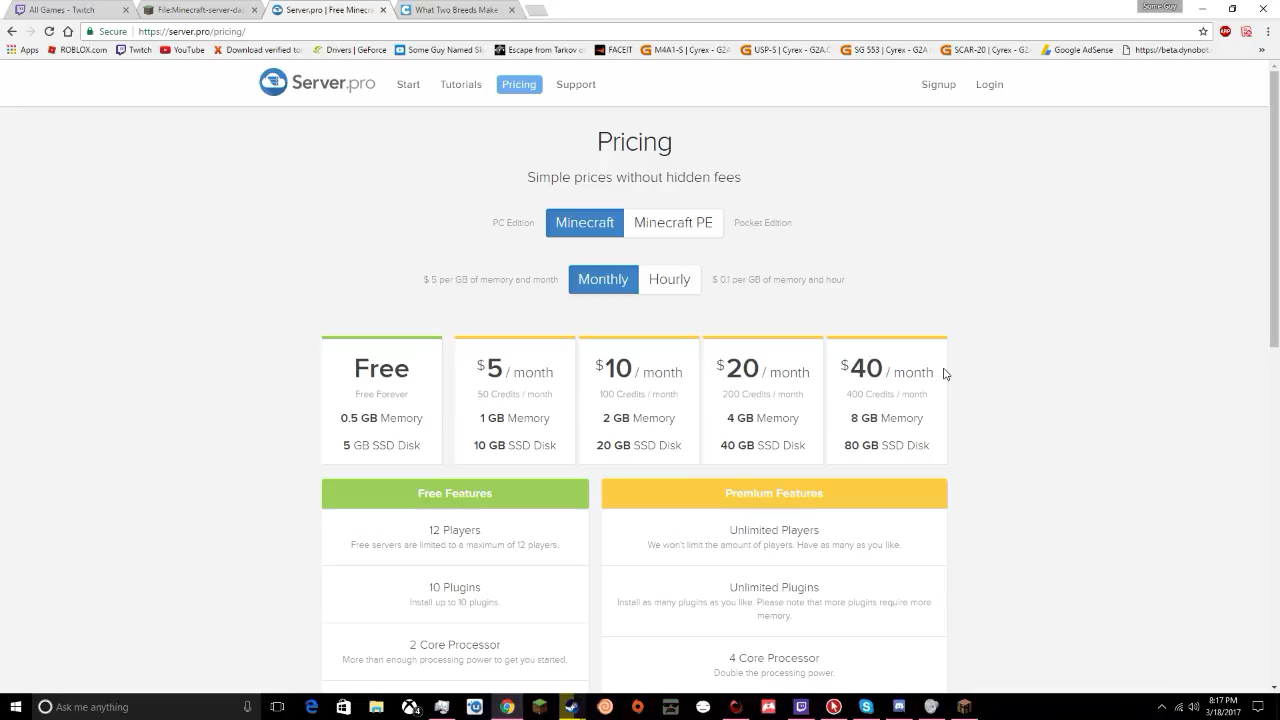 All Games - Twitch
File:Minecraft-server-da
Server.pro | Free Minecr
What Two Breeds Make
Some Guy
Secure
https://server.pro/pricing/
Apps
ROBLOX.com
Twitch
YouTube
Download verified to
Drivers | GeForce
Some Guy Named Sk
Escape from Tarkov os
FACEIT
M4A1-S | Cyrex - G2A.C
USP-S | Cyrex - G2A.C
SG 553 | Cyrex - G2A.c
SCAR-20 | Cyrex - G2
Google AdSense
https://beta.dynobot.
Server.pro
Start
Tutorials
Pricing
Support
Signup
Login
Pricing
Simple prices without hidden fees
PC Edition
Minecraft
Minecraft PE
Pocket Edition
$ 5 per GB of memory and month
Monthly
Hourly
$ 0.1 per GB of memory and hour
Free
Free Forever
0.5 GB Memory
5 GB SSD Disk
$5 / month
50 Credits / month
1 GB Memory
10 GB SSD Disk
$10 / month
100 Credits / month
2 GB Memory
20 GB SSD Disk
$20 / month
200 Credits / month
4 GB Memory
40 GB SSD Disk
$40 / month
400 Credits / month
8 GB Memory
80 GB SSD Disk
Free Features
12 Players
Free servers are limited to a maximum of 12 players.
10 Plugins
Install up to 10 plugins.
2 Core Processor
More than enough processing power to get you started.
Premium Features
Unlimited Players
We won't limit the amount of players. Have as many as you like.
Unlimited Plugins
Install as many plugins as you like. Please note that more plugins require more
memory.
4 Core Processor
Double the processing power.
Ask me anything
8:17 PM
3/18/2017